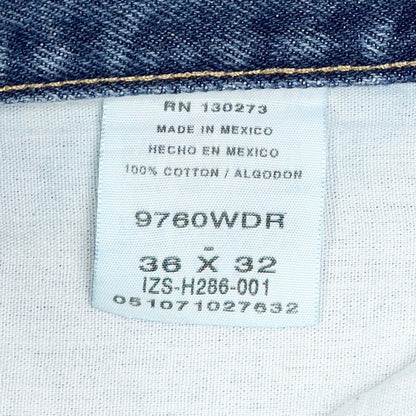 RN 130273
MADE IN MEXICO
HECHO EN MEXICO
100% COTTON / ALGODON
9760WDR
-
36 X 32
IZS-H286-001
051071027632